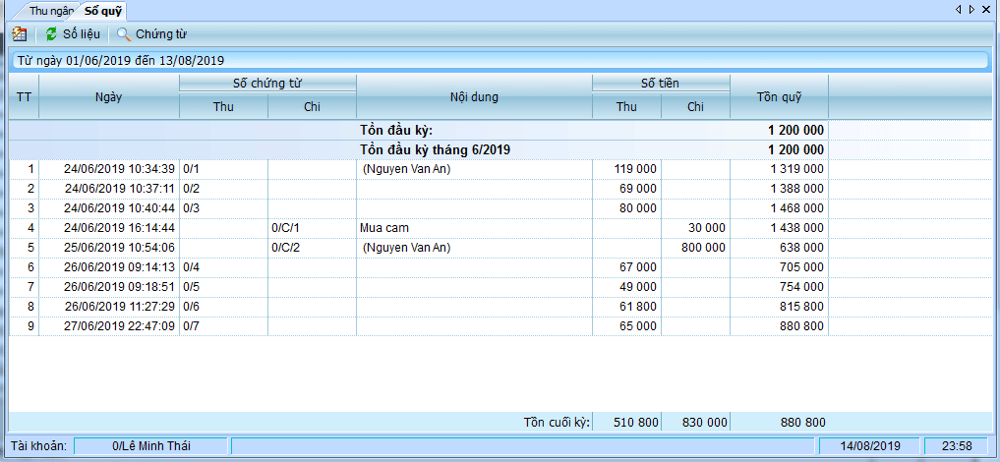 Thu ngân Sổ quỹ
Số liệu Chứng từ
Từ ngày 01/06/2019 đến 13/08/2019
TT Ngày Số chứng từ Nội dung Số tiền Tồn quỹ
Thu Chi Thu Chi
Tồn đầu kỳ: 1 200 000
Tồn đầu kỳ tháng 6/2019 1 200 000
1 24/06/2019 10:34:39 0/1 (Nguyen Van An) 119 000 1 319 000
2 24/06/2019 10:37:11 0/2 69 000 1 388 000
3 24/06/2019 10:40:44 0/3 80 000 1 468 000
4 24/06/2019 16:14:44 0/C/1 Mua cam 30 000 1 438 000
5 25/06/2019 10:54:06 0/C/2 (Nguyen Van An) 800 000 638 000
6 26/06/2019 09:14:13 0/4 67 000 705 000
7 26/06/2019 09:18:51 0/5 49 000 754 000
8 26/06/2019 11:27:29 0/6 61 800 815 800
9 27/06/2019 22:47:09 0/7 65 000 880 800
Tồn cuối kỳ: 510 800 830 000 880 800
Tài khoản: 0/Lê Minh Thái 14/08/2019 23:58